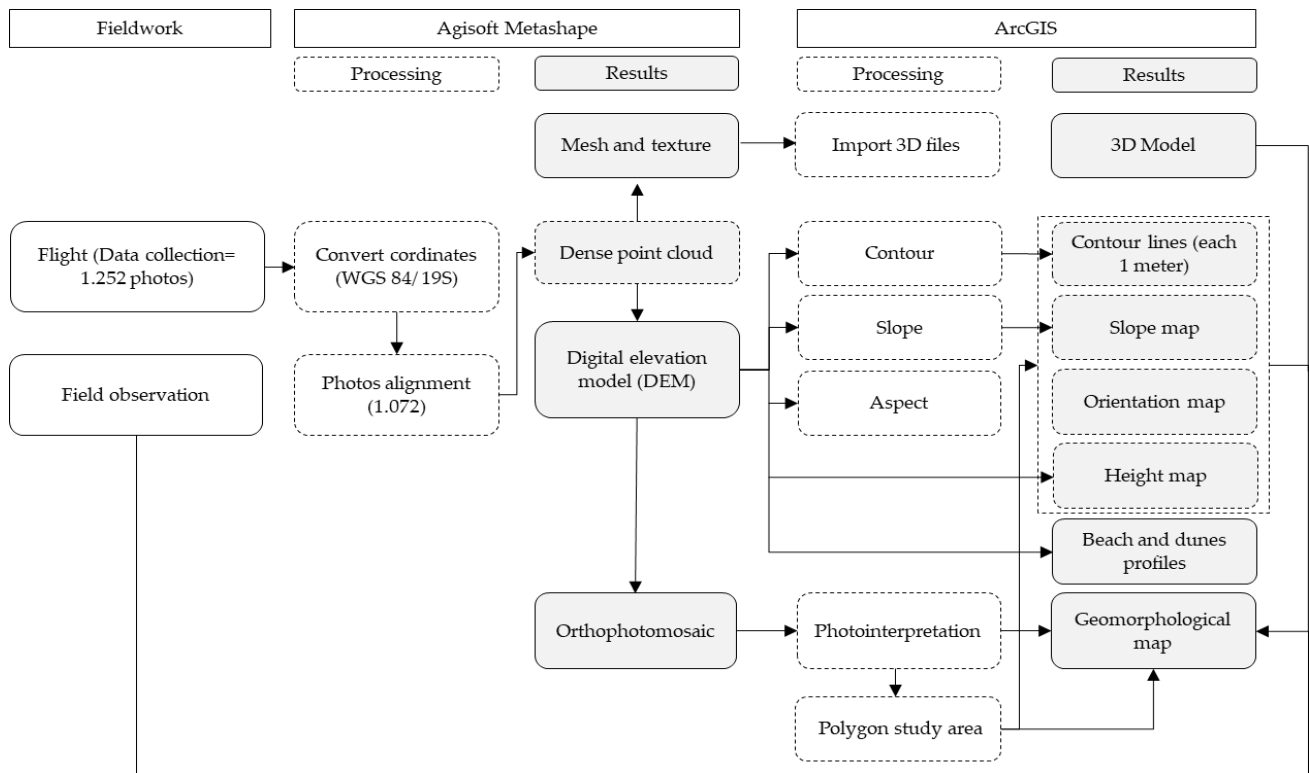 Fieldwork
Agisoft Metashape
ArcGIS
Processing
Results
Processing
Results
Mesh and texture
Import 3D files
3D Model
Flight (Data collection=
1.252 photos)
Convert cordinates
(WGS 84/ 19S)
Dense point cloud
Contour
Contour lines (each
1 meter)
Slope
Slope map
Field observation
Photos alignment
(1.072)
Digital elevation
model (DEM)
Aspect
Orientation map
Height map
Beach and dunes
profiles
Orthophotomosaic
Photointerpretation
Geomorphological
map
Polygon study area